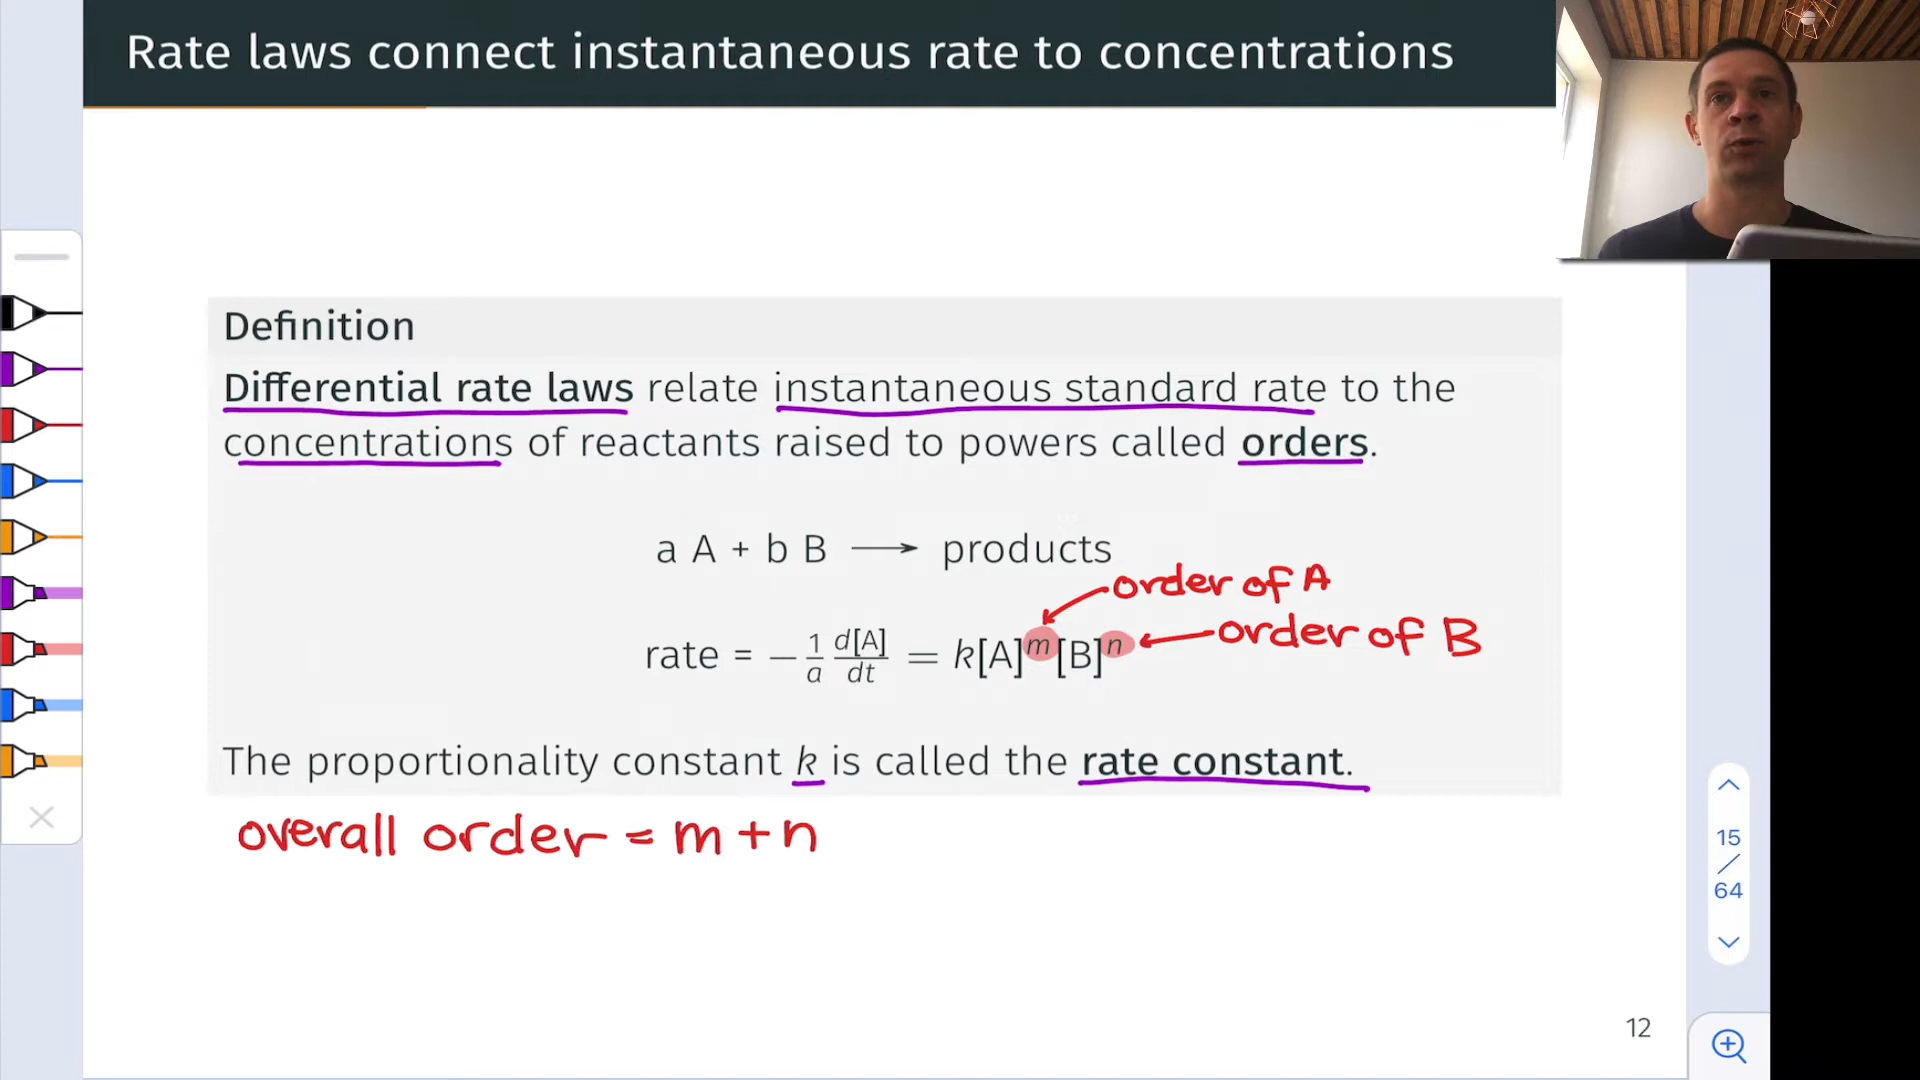 Rate laws connect instantaneous rate to concentrations
Definition
Differential rate laws relate instantaneous standard rate to the
concentrations of reactants raised to powers called orders.
a A + b B ⟶ products
order of A
rate = −1/a d[A]/dt = k[A]^m[B]^n
order of B
The proportionality constant k is called the rate constant.
overall order = m + n
15
/
64
12